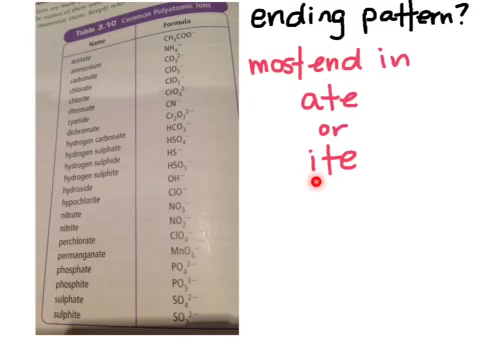 Table 3.10 Common Polyatomic Ions
Name Formula
acetate CH₃COO⁻
ammonium NH₄⁺
carbonate CO₃²⁻
chlorate ClO₃⁻
chlorite ClO₂⁻
chromate CrO₄²⁻
cyanide CN⁻
dichromate Cr₂O₇²⁻
hydrogen carbonate HCO₃⁻
hydrogen sulphate HSO₄⁻
hydrogen sulphide HS⁻
hydrogen sulphite HSO₃⁻
hydroxide OH⁻
hypochlorite ClO⁻
nitrate NO₃⁻
nitrite NO₂⁻
perchlorate ClO₄⁻
permanganate MnO₄⁻
phosphate PO₄³⁻
phosphite PO₃³⁻
sulphate SO₄²⁻
sulphite SO₃²⁻
ending pattern?
most end in
ate
or
ite